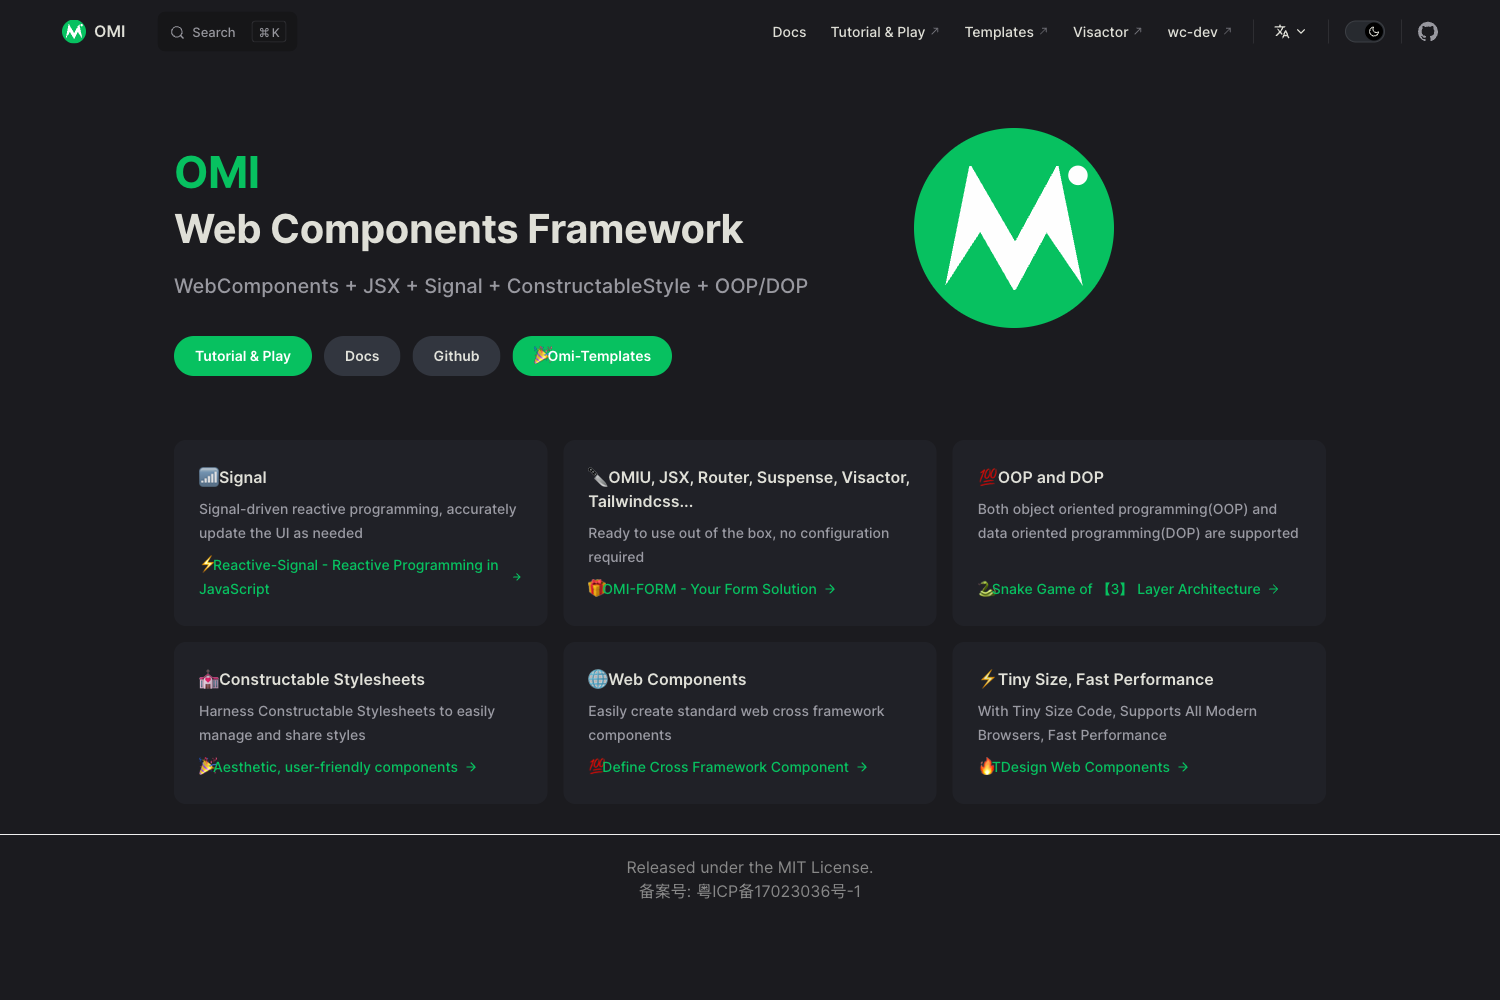 OMI
Search ⌘ K
Docs
Tutorial & Play
Templates
Visactor
wc-dev
OMI
Web Components Framework
WebComponents + JSX + Signal + ConstructableStyle + OOP/DOP
Tutorial & Play
Docs
Github
🎉Omi-Templates
📶Signal
Signal-driven reactive programming, accurately
update the UI as needed
⚡Reactive-Signal - Reactive Programming in
JavaScript
🔪OMIU, JSX, Router, Suspense, Visactor,
Tailwindcss...
Ready to use out of the box, no configuration
required
🎁OMI-FORM - Your Form Solution
💯OOP and DOP
Both object oriented programming(OOP) and
data oriented programming(DOP) are supported
🐍Snake Game of 【3】 Layer Architecture
🏩Constructable Stylesheets
Harness Constructable Stylesheets to easily
manage and share styles
🎉Aesthetic, user-friendly components
🌐Web Components
Easily create standard web cross framework
components
💯Define Cross Framework Component
⚡Tiny Size, Fast Performance
With Tiny Size Code, Supports All Modern
Browsers, Fast Performance
🔥TDesign Web Components
Released under the MIT License.
备案号: 粤ICP备17023036号-1